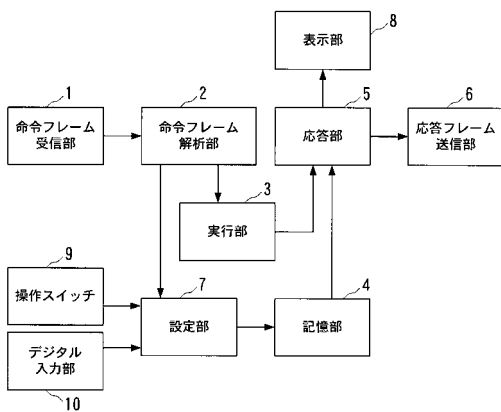 8
表示部
1
命令フレーム
受信部
2
命令フレーム
解析部
5
応答部
6
応答フレーム
送信部
3
実行部
9
操作スイッチ
7
設定部
4
記憶部
デジタル
入力部
10